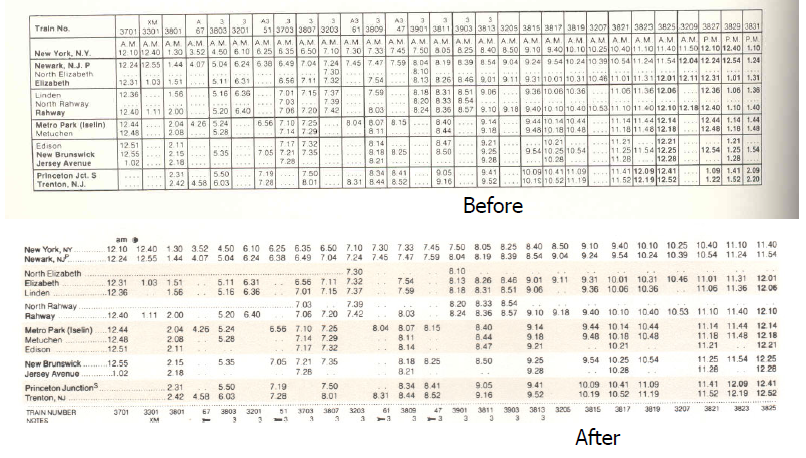 XM A 3 3 A3 3 3 3 A3 3 A3 3 3 3 3
Train No. 3701 3301 3801 67 3803 3201 51 3703 3807 3203 61 3809 47 3901 3811 3903 3813 3205 3815 3817 3819 3207 3821 3823 3825 3209 3827 3829 3831
A.M. A.M. A.M. A.M. A.M. A.M. A.M. A.M. A.M. A.M. A.M. A.M. A.M. A.M. A.M. A.M. A.M. A.M. A.M. A.M. A.M. A.M. A.M. A.M. A.M. A.M. P.M. P.M. P.M.
New York, N.Y. 12.10 12.40 1.30 3.52 4.50 6.10 6.25 6.35 6.50 7.10 7.30 7.33 7.45 7.50 8.05 8.25 8.40 8.50 9.10 9.40 10.10 10.25 10.40 11.10 11.40 11.50 12.10 12.40 1.10
Newark, N.J. P 12.24 12.55 1.44 4.07 5.04 6.24 6.38 6.49 7.04 7.24 7.45 7.47 7.59 8.04 8.19 8.39 8.54 9.04 9.24 9.54 10.24 10.39 10.54 11.24 11.54 12.04 12.24 12.54 1.24
North Elizabeth 7.30 8.10
Elizabeth 12.31 1.03 1.51 5.11 6.31 6.56 7.11 7.32 7.54 8.13 8.26 8.46 9.01 9.11 9.31 10.01 10.31 10.46 11.01 11.31 12.01 12.11 12.31 1.01 1.31
Linden 12.36 1.56 5.16 6.36 7.01 7.15 7.37 7.59 8.18 8.31 8.51 9.06 9.36 10.06 10.36 11.06 11.36 12.06 12.36 1.06 1.36
North Rahway 7.03 7.39 8.20 8.33 8.54
Rahway 12.40 1.11 2.00 5.20 6.40 7.06 7.20 7.42 8.03 8.24 8.36 8.57 9.10 9.18 9.40 10.10 10.40 10.53 11.10 11.40 12.10 12.18 12.40 1.10 1.40
Metro Park (Iselin) 12.44 2.04 4.26 5.24 6.56 7.10 7.25 8.04 8.07 8.15 8.40 9.14 9.44 10.14 10.44 11.14 11.44 12.14 12.44 1.14 1.44
Metuchen 12.48 2.08 5.28 7.14 7.29 8.11 8.44 9.18 9.48 10.18 10.48 11.18 11.48 12.18 12.48 1.18 1.48
Edison 12.51 2.11 7.17 7.32 8.14 8.47 9.21 10.21 11.21 12.21 1.21
New Brunswick 12.55 2.15 5.35 7.05 7.21 7.35 8.18 8.25 8.50 9.25 9.54 10.25 10.54 11.25 11.54 12.25 12.54 1.25 1.54
Jersey Avenue 1.02 2.18 7.28 8.21 9.28 10.28 11.28 12.28 1.28
Princeton Jct. S 2.31 5.50 7.19 7.50 8.34 8.41 9.05 9.41 10.09 10.41 11.09 11.41 12.09 12.41 1.09 1.41 2.09
Trenton, N.J. 2.42 4.58 6.03 7.28 8.01 8.31 8.44 8.52 9.16 9.52 10.19 10.52 11.19 11.52 12.19 12.52 1.22 1.52 2.20
Before
am
New York, NY 12.10 12.40 1.30 3.52 4.50 6.10 6.25 6.35 6.50 7.10 7.30 7.33 7.45 7.50 8.05 8.25 8.40 8.50 9.10 9.40 10.10 10.25 10.40 11.10 11.40
Newark, NJ P 12.24 12.55 1.44 4.07 5.04 6.24 6.38 6.49 7.04 7.24 7.45 7.47 7.59 8.04 8.19 8.39 8.54 9.04 9.24 9.54 10.24 10.39 10.54 11.24 11.54
North Elizabeth 7.30 8.10
Elizabeth 12.31 1.03 1.51 5.11 6.31 6.56 7.11 7.32 7.54 8.13 8.26 8.46 9.01 9.11 9.31 10.01 10.31 10.46 11.01 11.31 12.01
Linden 12.36 1.56 5.16 6.36 7.01 7.15 7.37 7.59 8.18 8.31 8.51 9.06 9.36 10.06 10.36 11.06 11.36 12.06
North Rahway 7.03 7.39 8.20 8.33 8.54
Rahway 12.40 1.11 2.00 5.20 6.40 7.06 7.20 7.42 8.03 8.24 8.36 8.57 9.10 9.18 9.40 10.10 10.40 10.53 11.10 11.40 12.10
Metro Park (Iselin) 12.44 2.04 4.26 5.24 6.56 7.10 7.25 8.04 8.07 8.15 8.40 9.14 9.44 10.14 10.44 11.14 11.44 12.14
Metuchen 12.48 2.08 5.28 7.14 7.29 8.11 8.44 9.18 9.48 10.18 10.48 11.18 11.48 12.18
Edison 12.51 2.11 7.17 7.32 8.14 8.47 9.21 10.21 11.21 12.21
New Brunswick 12.55 2.15 5.35 7.05 7.21 7.35 8.18 8.25 8.50 9.25 9.54 10.25 10.54 11.25 11.54 12.25
Jersey Avenue 1.02 2.18 7.28 8.21 9.28 10.28 11.28 12.28
Princeton Junction S 2.31 5.50 7.19 7.50 8.34 8.41 9.05 9.41 10.09 10.41 11.09 11.41 12.09 12.41
Trenton, NJ 2.42 4.58 6.03 7.28 8.01 8.31 8.44 8.52 9.16 9.52 10.19 10.52 11.19 11.52 12.19 12.52
TRAIN NUMBER 3701 3301 3801 67 3803 3201 51 3703 3807 3203 61 3809 47 3901 3811 3903 3813 3205 3815 3817 3819 3207 3821 3823 3825
NOTES XM 3 3 3 3 3 3 3 3 3 3 3 3
After